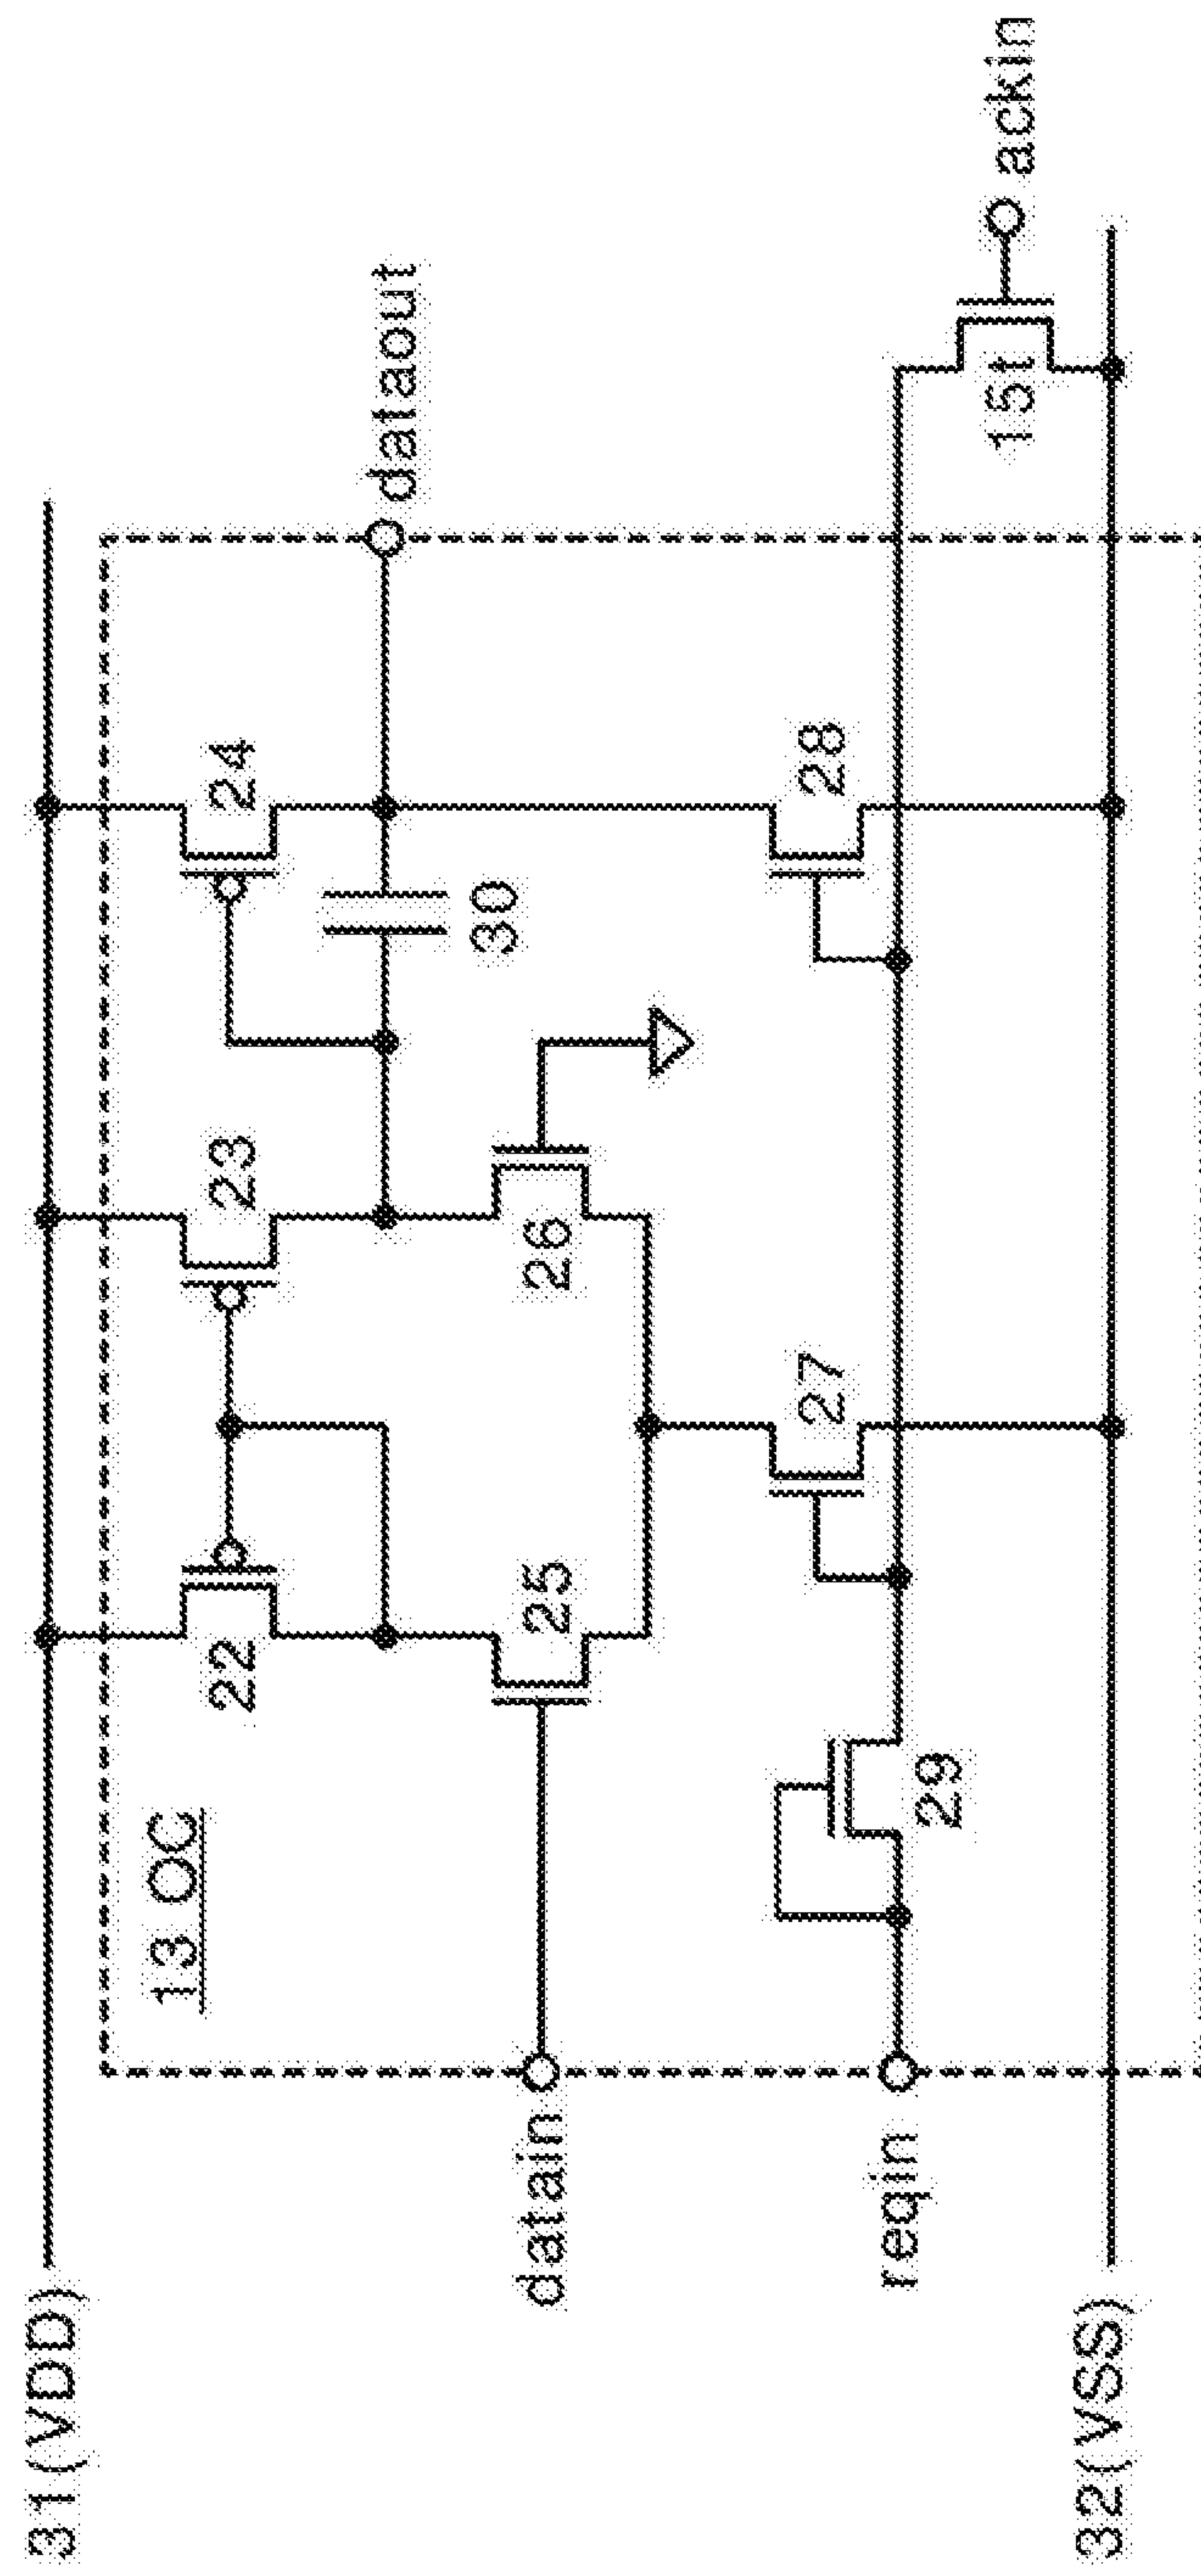 31(VDD)
13 OC
22
23
24
30
dataout
datain
25
26
27
28
reqin
29
15t
ackin
32(VSS)